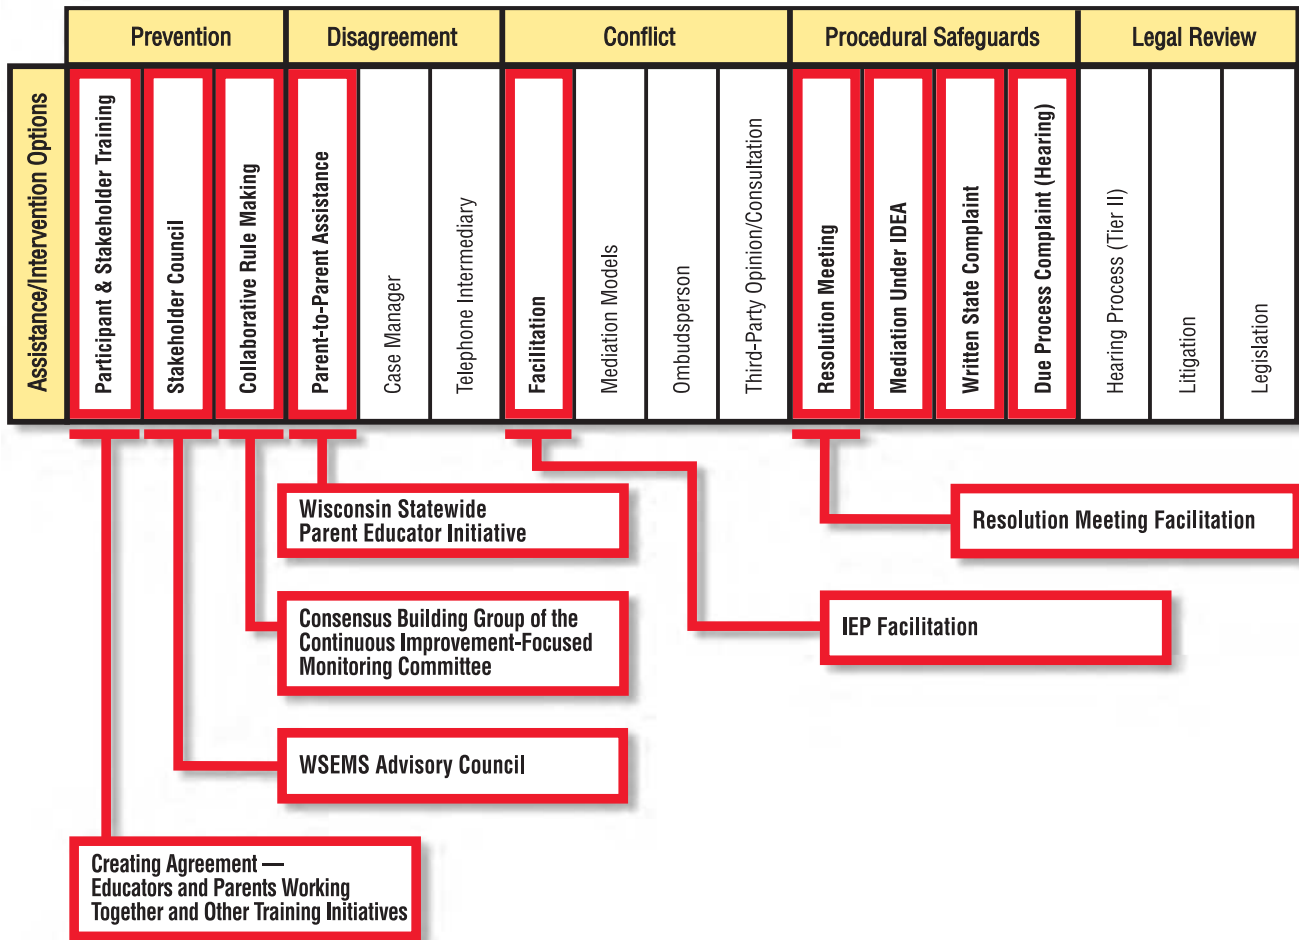 Prevention
Disagreement
Conflict
Procedural Safeguards
Legal Review
Assistance/Intervention Options
Participant & Stakeholder Training
Stakeholder Council
Collaborative Rule Making
Parent-to-Parent Assistance
Case Manager
Telephone Intermediary
Facilitation
Mediation Models
Ombudsperson
Third-Party Opinion/Consultation
Resolution Meeting
Mediation Under IDEA
Written State Complaint
Due Process Complaint (Hearing)
Hearing Process (Tier II)
Litigation
Legislation
Wisconsin Statewide
Parent Educator Initiative
Resolution Meeting Facilitation
Consensus Building Group of the
Continuous Improvement-Focused
Monitoring Committee
IEP Facilitation
WSEMS Advisory Council
Creating Agreement —
Educators and Parents Working
Together and Other Training Initiatives